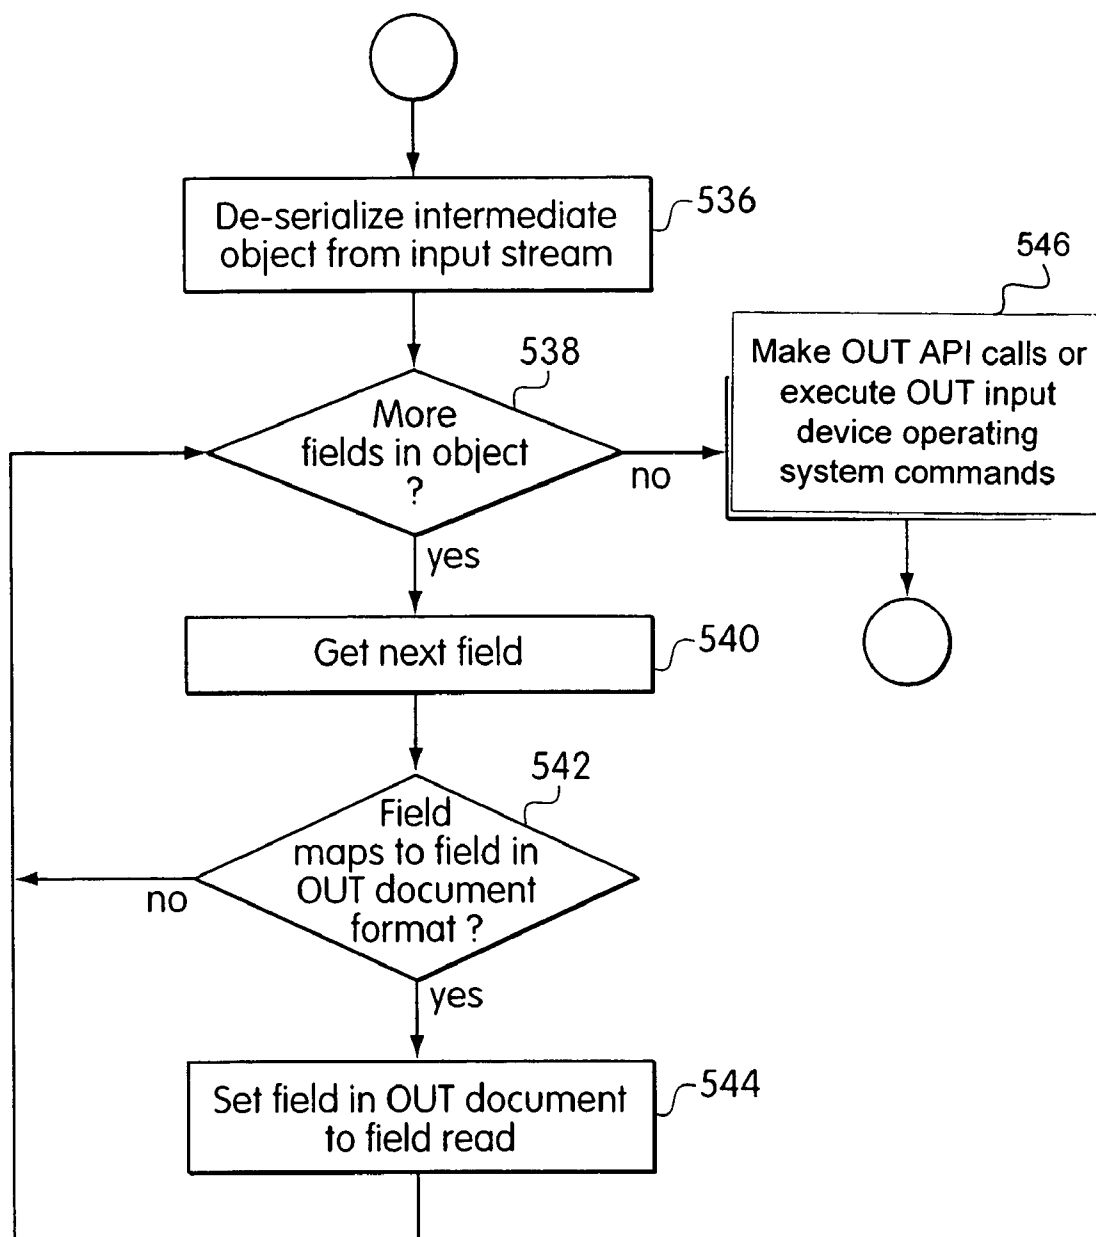 De-serialize intermediate
object from input stream
536
546
Make OUT API calls or
execute OUT input
device operating
system commands
538
More
fields in object
?
no
yes
Get next field
540
542
Field
maps to field in
OUT document
format ?
no
yes
Set field in OUT document
to field read
544